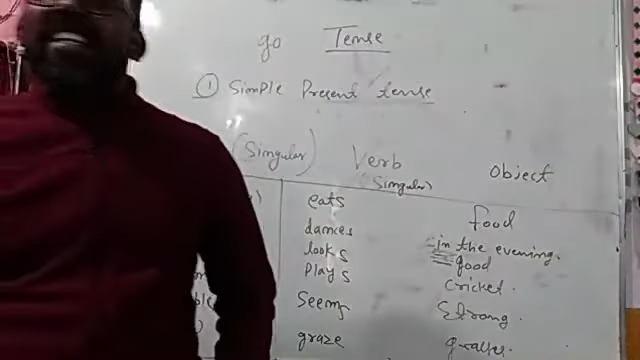 go Tense
① Simple Present tense
(Singular) Verb Object
(Singular)
eats food
dances in the evening.
looks good
Plays cricket.
Seems Strong.
graze